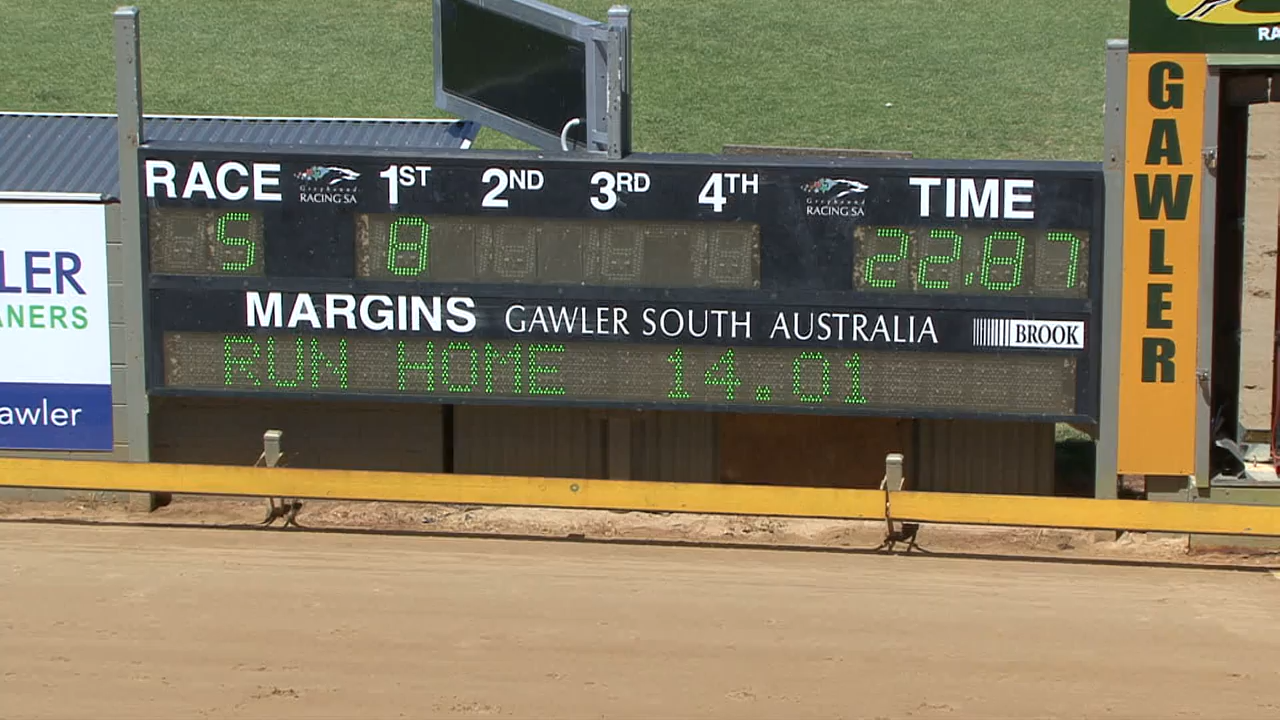 RA
GAWLER
RACE 1ST 2ND 3RD 4TH TIME
Greyhound RACING SA
Greyhound RACING SA
5 8 22.87
MARGINS GAWLER SOUTH AUSTRALIA BROOK
RUN HOME 14.01
LER
ANERS
awler